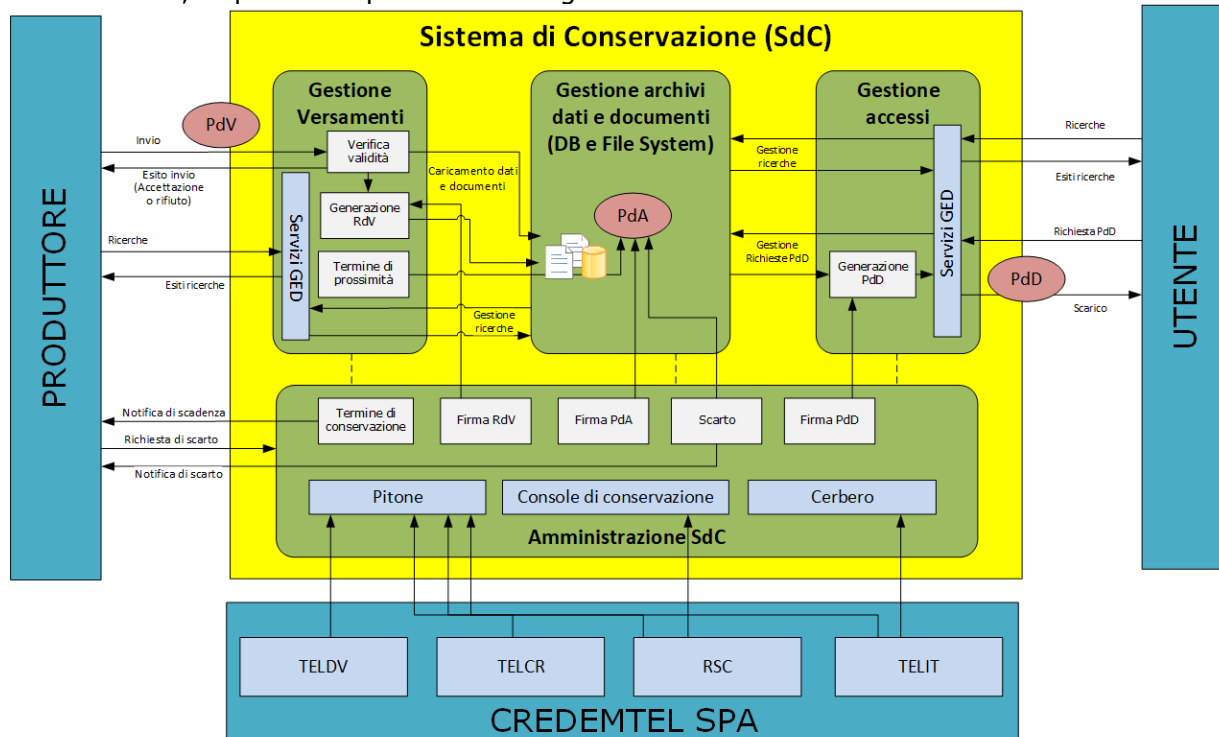 Sistema di Conservazione (SdC)
PRODUTTORE
PdV
Invio
Esito invio
(Accettazione
o rifiuto)
Ricerche
Esiti ricerche
Gestione
Versamenti
Verifica
validità
Generazione
RdV
Termine di
prossimità
Servizi GED
Caricamento dati
e documenti
Gestione
ricerche
Gestione archivi
dati e documenti
(DB e File System)
PdA
Gestione
ricerche
Gestione
Richieste PdD
Gestione
accessi
Servizi GED
Generazione
PdD
Ricerche
Esiti ricerche
Richiesta PdD
PdD
Scarico
UTENTE
Notifica di scadenza
Richiesta di scarto
Notifica di scarto
Termine di
conservazione
Firma RdV
Firma PdA
Scarto
Firma PdD
Pitone
Console di conservazione
Cerbero
Amministrazione SdC
TELDV
TELCR
RSC
TELIT
CREDEMTEL SPA